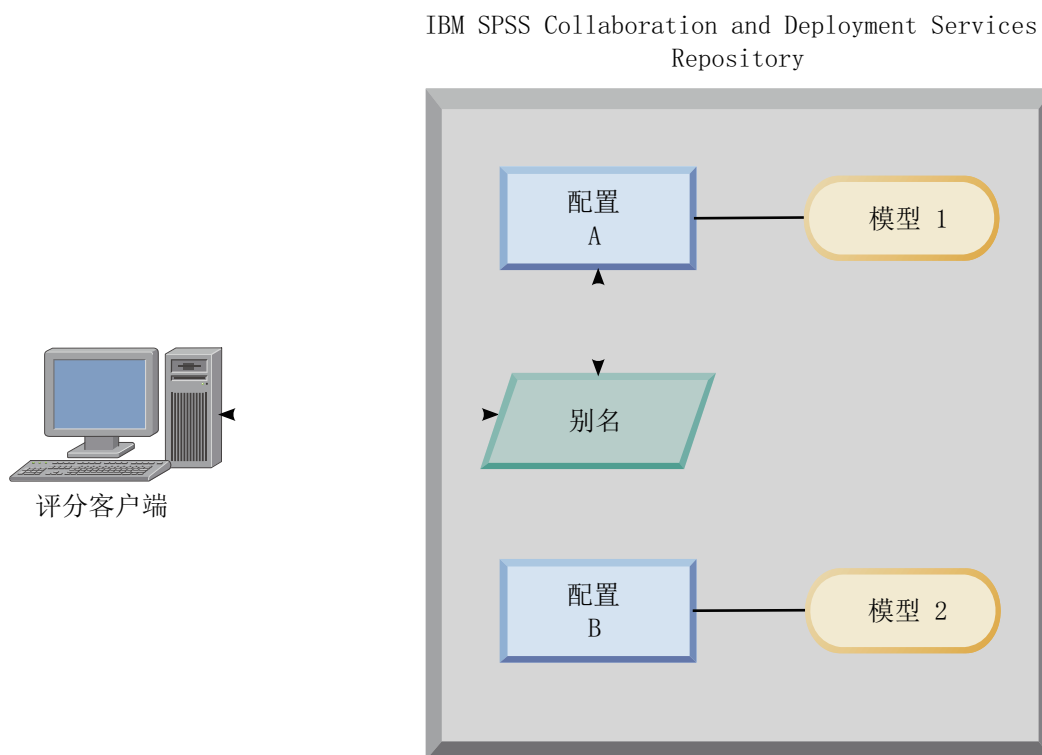 IBM SPSS Collaboration and Deployment Services
Repository
配置
A
模型 1
别名
评分客户端
配置
B
模型 2